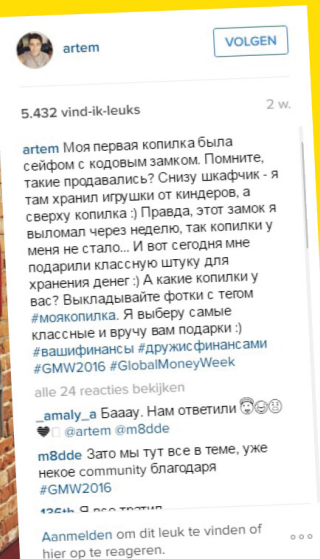 artem
VOLGEN
5.432 vind-ik-leuks
2 w.
artem Моя первая копилка была
сейфом с кодовым замком. Помните,
такие продавались? Снизу шкафчик - я
там хранил игрушки от киндеров, а
сверху копилка :) Правда, этот замок я
выломал через неделю, так копилки у
меня не стало... И вот сегодня мне
подарили классную штуку для
хранения денег :) А какие копилки у
вас? Выкладывайте фотки с тегом
#моякопилка. Я выберу самые
классные и вручу вам подарки :)
#вашифинансы #дружисфинансами
#GMW2016 #GlobalMoneyWeek
alle 24 reacties bekijken
_amaly_a Бааау. Нам ответили
@artem @m8dde
m8dde Зато мы тут все в теме, уже
некое community благодаря
#GMW2016
Я все тратил
Aanmelden om dit leuk te vinden of
hier op te reageren.